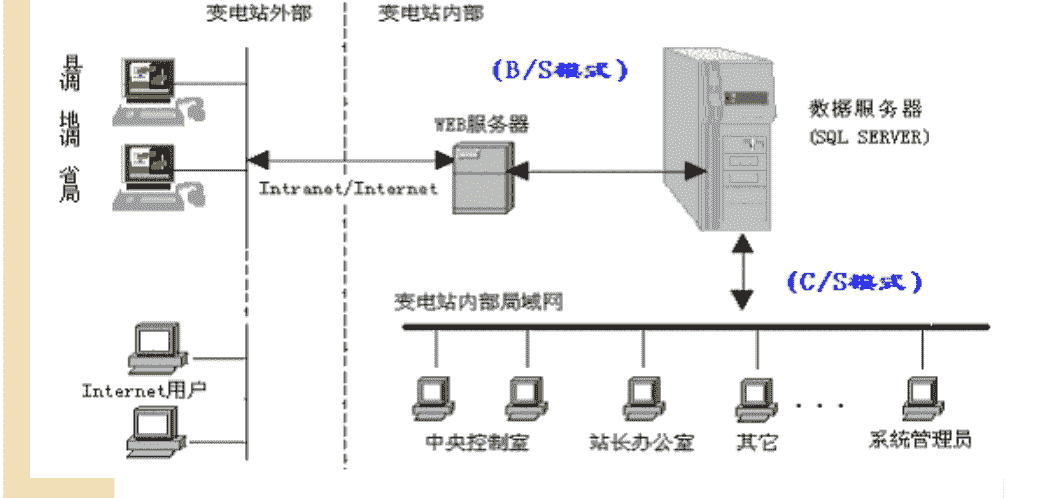 变电站外部
变电站内部
县调
地调
省局
(B/S模式)
WEB服务器
数据服务器
(SQL SERVER)
Intranet/Internet
(C/S模式)
变电站内部局域网
Internet用户
中央控制室
站长办公室
其它
...
系统管理员